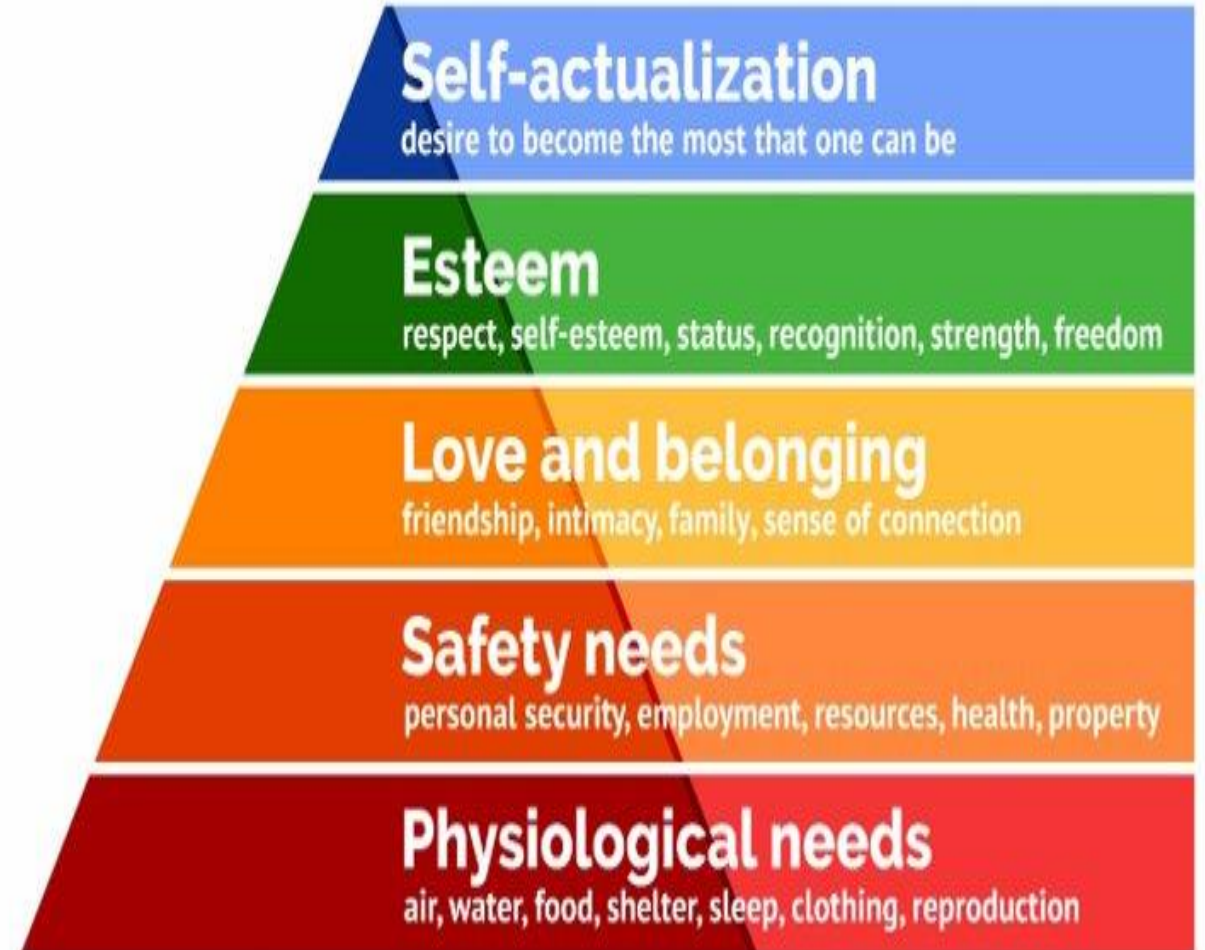 Self-actualization
desire to become the most that one can be
Esteem
respect, self-esteem, status, recognition, strength, freedom
Love and belonging
friendship, intimacy, family, sense of connection
Safety needs
personal security, employment, resources, health, property
Physiological needs
air, water, food, shelter, sleep, clothing, reproduction